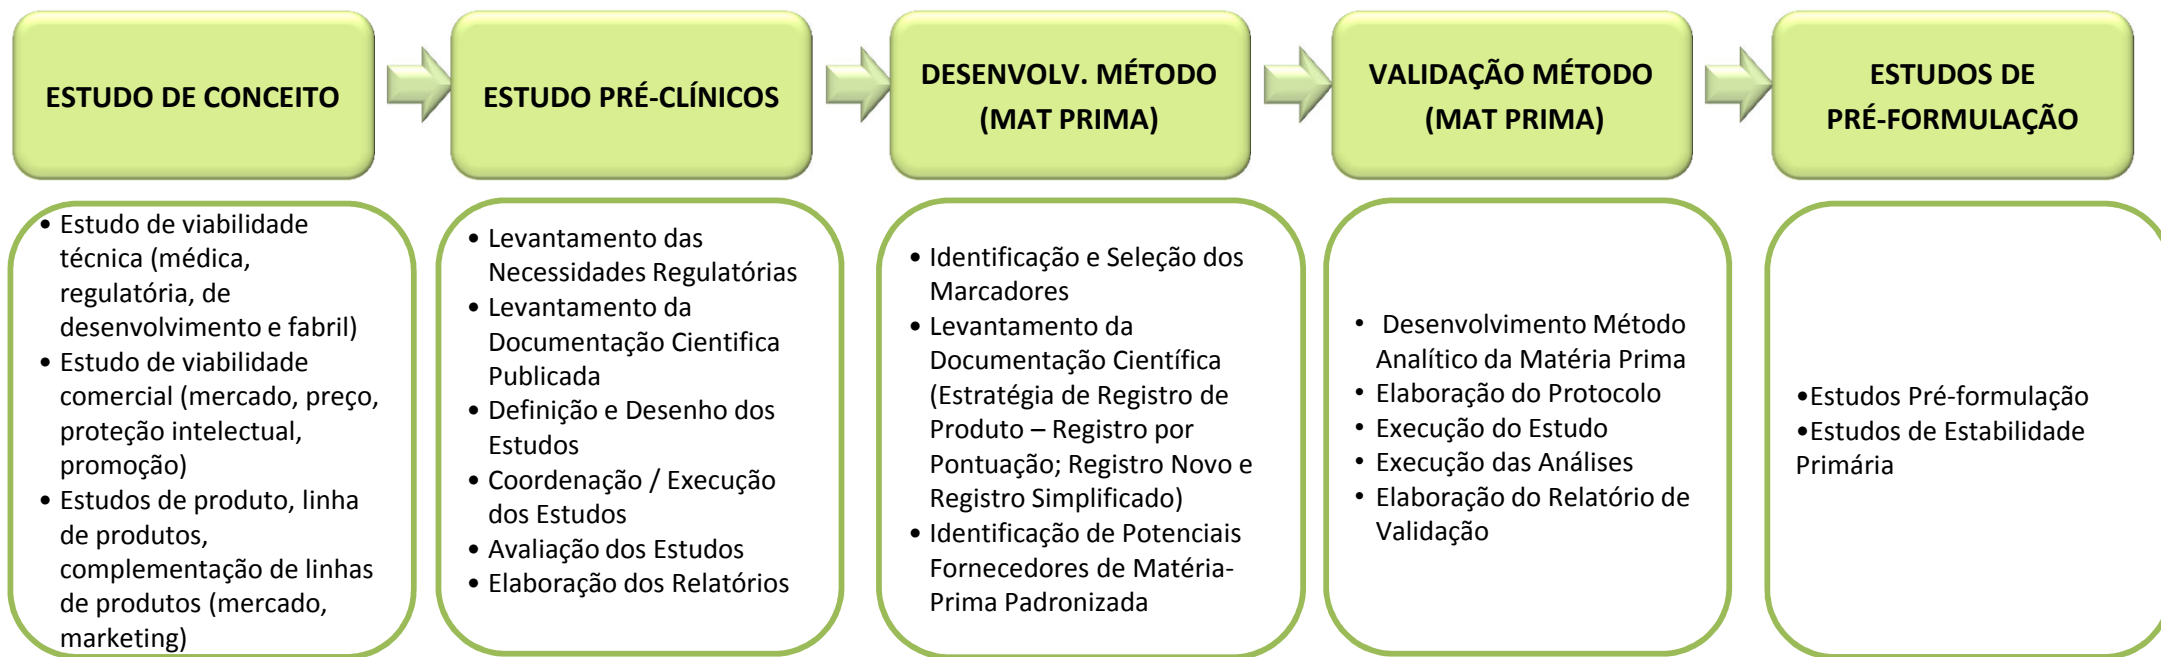 ESTUDO DE CONCEITO
• Estudo de viabilidade
técnica (médica,
regulatória, de
desenvolvimento e fabril)
• Estudo de viabilidade
comercial (mercado, preço,
proteção intelectual,
promoção)
• Estudos de produto, linha
de produtos,
complementação de linhas
de produtos (mercado,
marketing)
ESTUDO PRÉ-CLÍNICOS
• Levantamento das
Necessidades Regulatórias
• Levantamento da
Documentação Cientifica
Publicada
• Definição e Desenho dos
Estudos
• Coordenação / Execução
dos Estudos
• Avaliação dos Estudos
• Elaboração dos Relatórios
DESENVOLV. MÉTODO
(MAT PRIMA)
• Identificação e Seleção dos
Marcadores
• Levantamento da
Documentação Científica
(Estratégia de Registro de
Produto – Registro por
Pontuação; Registro Novo e
Registro Simplificado)
• Identificação de Potenciais
Fornecedores de Matéria-
Prima Padronizada
VALIDAÇÃO MÉTODO
(MAT PRIMA)
• Desenvolvimento Método
Analítico da Matéria Prima
• Elaboração do Protocolo
• Execução do Estudo
• Execução das Análises
• Elaboração do Relatório de
Validação
ESTUDOS DE
PRÉ-FORMULAÇÃO
•Estudos Pré-formulação
•Estudos de Estabilidade
Primária